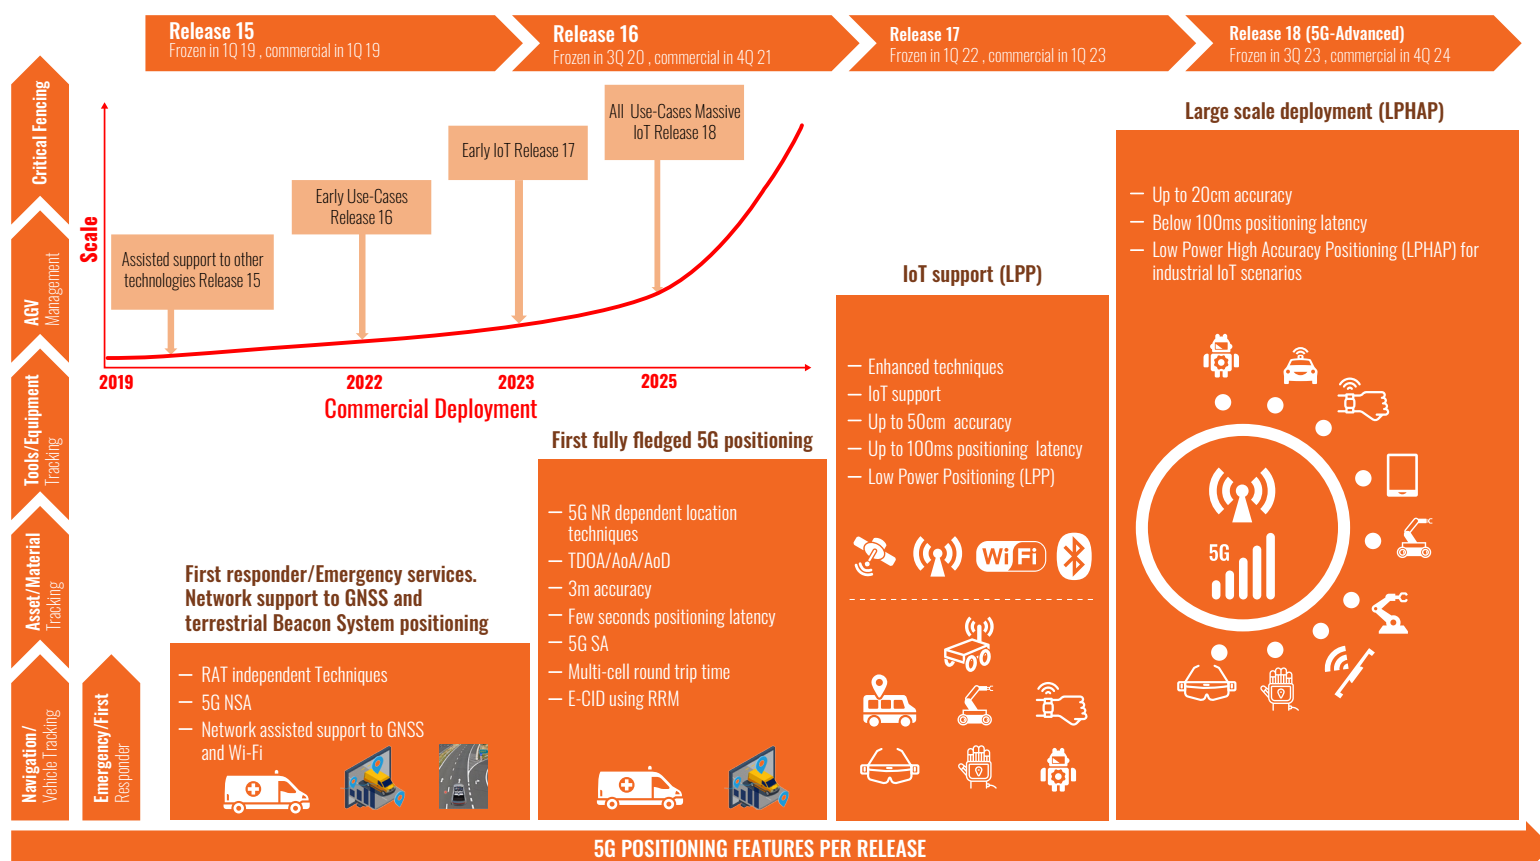 Release 15
Frozen in 1Q 19 , commercial in 1Q 19
Release 16
Frozen in 3Q 20 , commercial in 4Q 21
Release 17
Frozen in 1Q 22 , commercial in 1Q 23
Release 18 (5G-Advanced)
Frozen in 3Q 23 , commercial in 4Q 24
Critical Fencing
AGV
Management
Tools/Equipment
Tracking
Asset/Material
Tracking
Navigation/
Vehicle Tracking
Emergency/First
Responder
Scale
Assisted support to other
technologies Release 15
Early Use-Cases
Release 16
Early IoT Release 17
All Use-Cases Massive
IoT Release 18
2019
2022
2023
2025
Commercial Deployment
First responder/Emergency services.
Network support to GNSS and
terrestrial Beacon System positioning
– RAT independent Techniques
– 5G NSA
– Network assisted support to GNSS
and Wi-Fi
First fully fledged 5G positioning
– 5G NR dependent location
techniques
– TDOA/AoA/AoD
– 3m accuracy
– Few seconds positioning latency
– 5G SA
– Multi-cell round trip time
– E-CID using RRM
IoT support (LPP)
– Enhanced techniques
– IoT support
– Up to 50cm accuracy
– Up to 100ms positioning latency
– Low Power Positioning (LPP)
WiFi
Large scale deployment (LPHAP)
– Up to 20cm accuracy
– Below 100ms positioning latency
– Low Power High Accuracy Positioning (LPHAP) for
industrial IoT scenarios
5G
5G POSITIONING FEATURES PER RELEASE